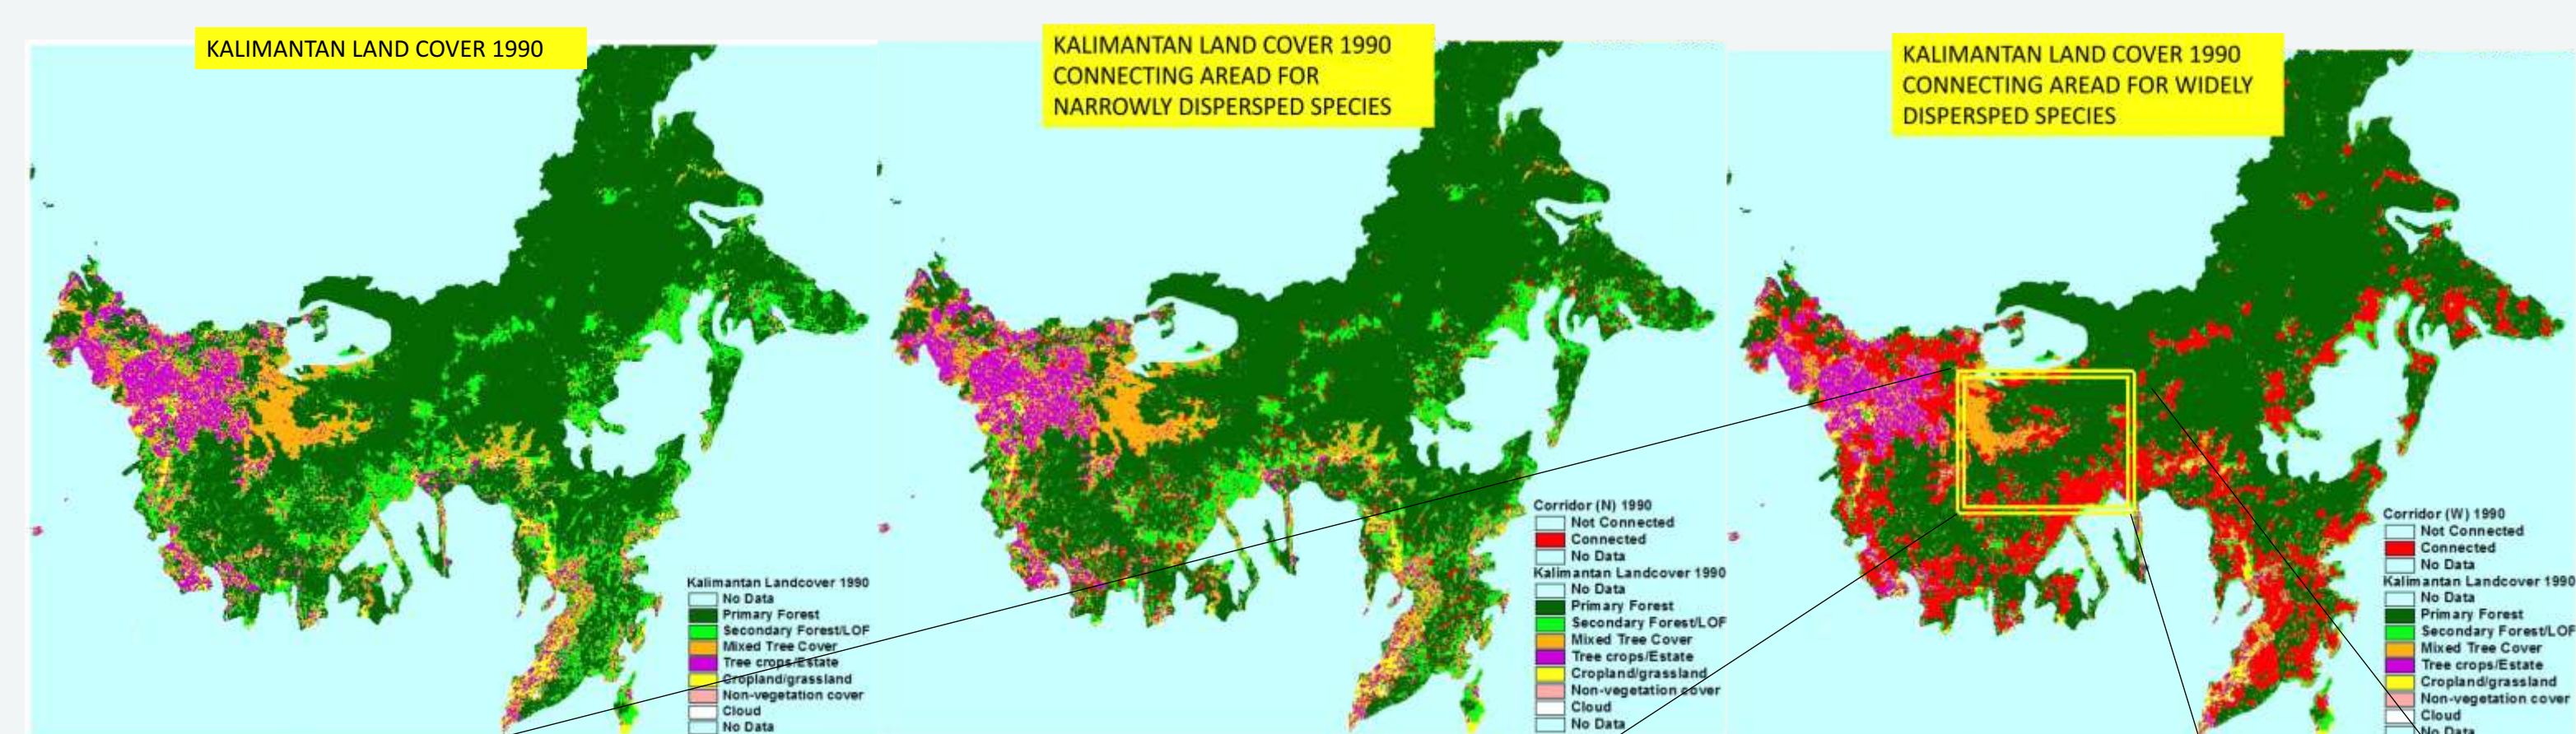 KALIMANTAN LAND COVER 1990
Kalimantan Landcover 1990
No Data
Primary Forest
Secondary Forest/LOF
Mixed Tree Cover
Tree crops/Estate
Cropland/grassland
Non-vegetation cover
Cloud
No Data
KALIMANTAN LAND COVER 1990
CONNECTING AREAD FOR
NARROWLY DISPERSPED SPECIES
Corridor (N) 1990
Not Connected
Connected
No Data
Kalimantan Landcover 1990
No Data
Primary Forest
Secondary Forest/LOF
Mixed Tree Cover
Tree crops/Estate
Cropland/grassland
Non-vegetation cover
Cloud
No Data
KALIMANTAN LAND COVER 1990
CONNECTING AREAD FOR WIDELY
DISPERSPED SPECIES
Corridor (W) 1990
Not Connected
Connected
No Data
Kalimantan Landcover 1990
No Data
Primary Forest
Secondary Forest/LOF
Mixed Tree Cover
Tree crops/Estate
Cropland/grassland
Non-vegetation cover
Cloud
No Data